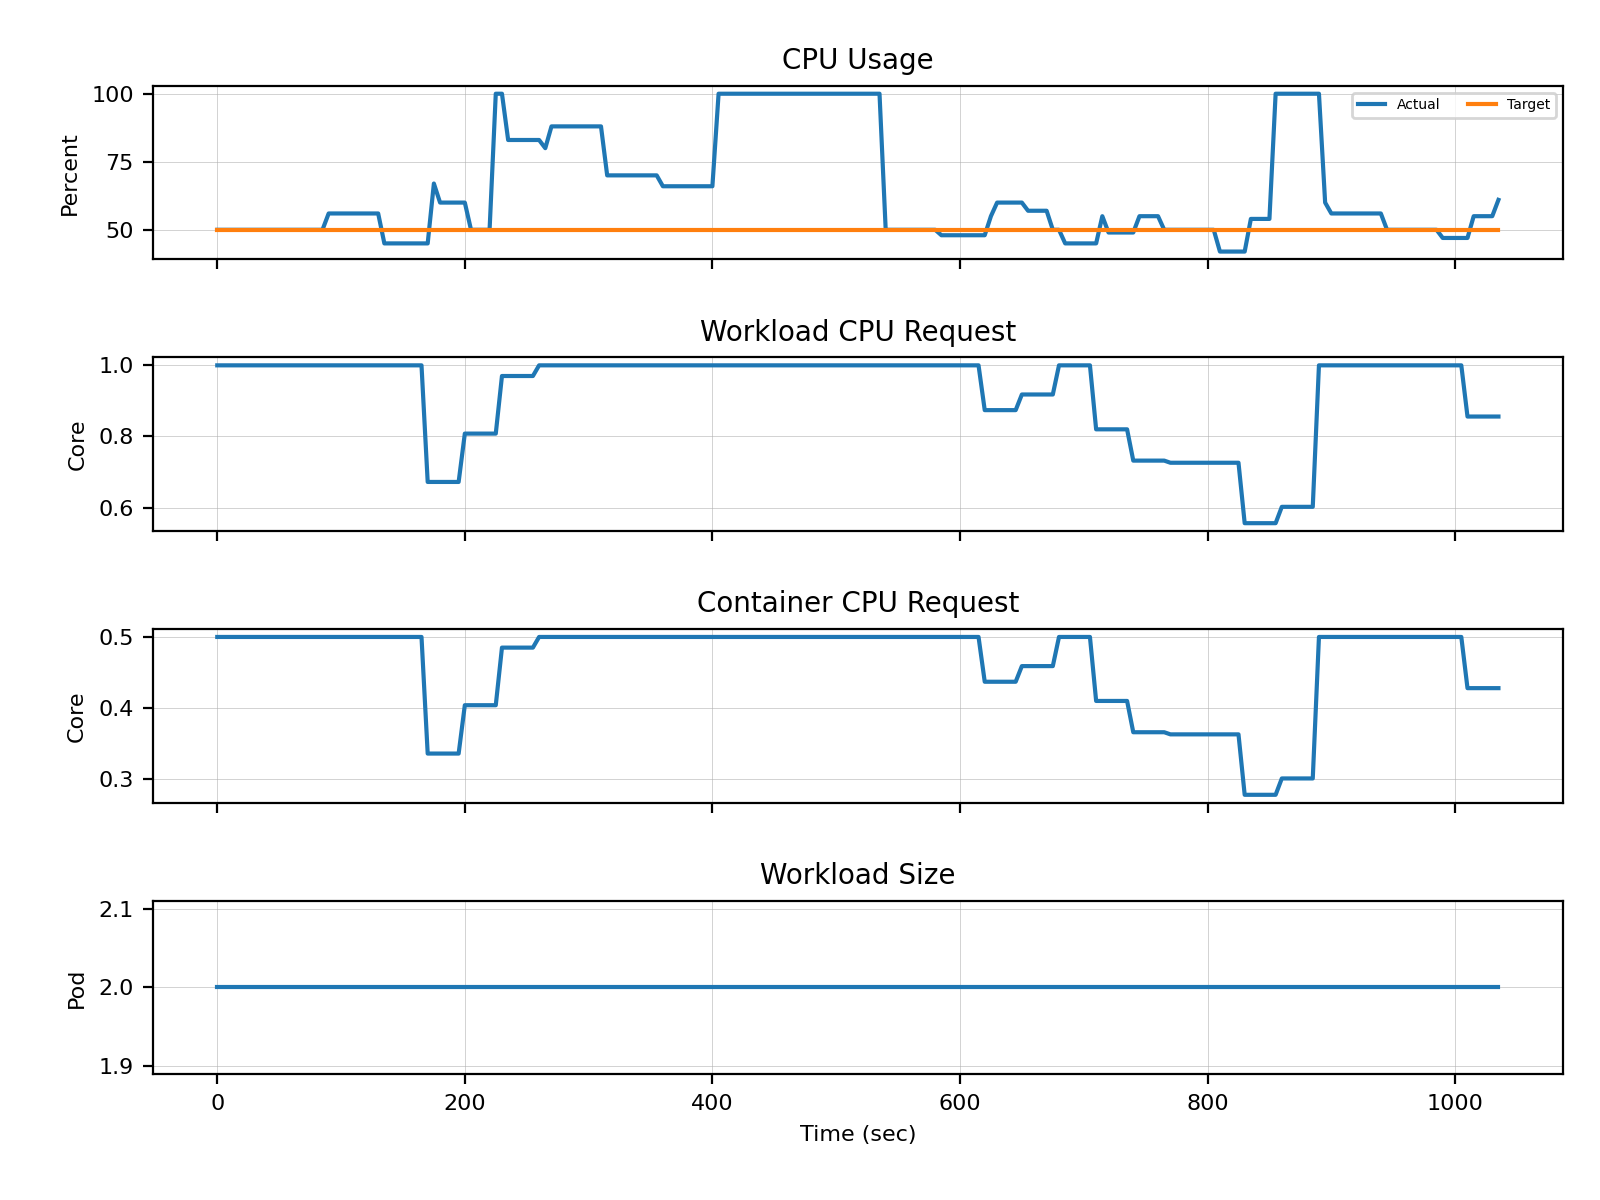 CPU Usage
100
75
50
Percent
Actual
Target
Workload CPU Request
1.0
0.8
0.6
Core
Container CPU Request
0.5
0.4
0.3
Core
Workload Size
2.1
2.0
1.9
Pod
0 200 400 600 800 1000
Time (sec)